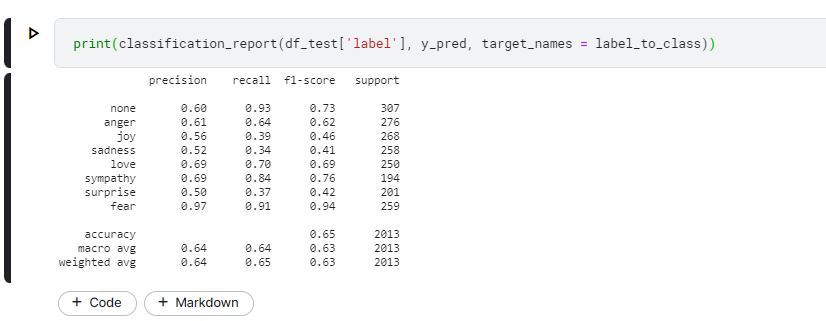 print(classification_report(df_test['label'], y_pred, target_names = label_to_class))
precision recall f1-score support
none 0.60 0.93 0.73 307
anger 0.61 0.64 0.62 276
joy 0.56 0.39 0.46 268
sadness 0.52 0.34 0.41 258
love 0.69 0.70 0.69 250
sympathy 0.69 0.84 0.76 194
surprise 0.50 0.37 0.42 201
fear 0.97 0.91 0.94 259
accuracy 0.65 2013
macro avg 0.64 0.64 0.63 2013
weighted avg 0.64 0.65 0.63 2013
+ Code + Markdown